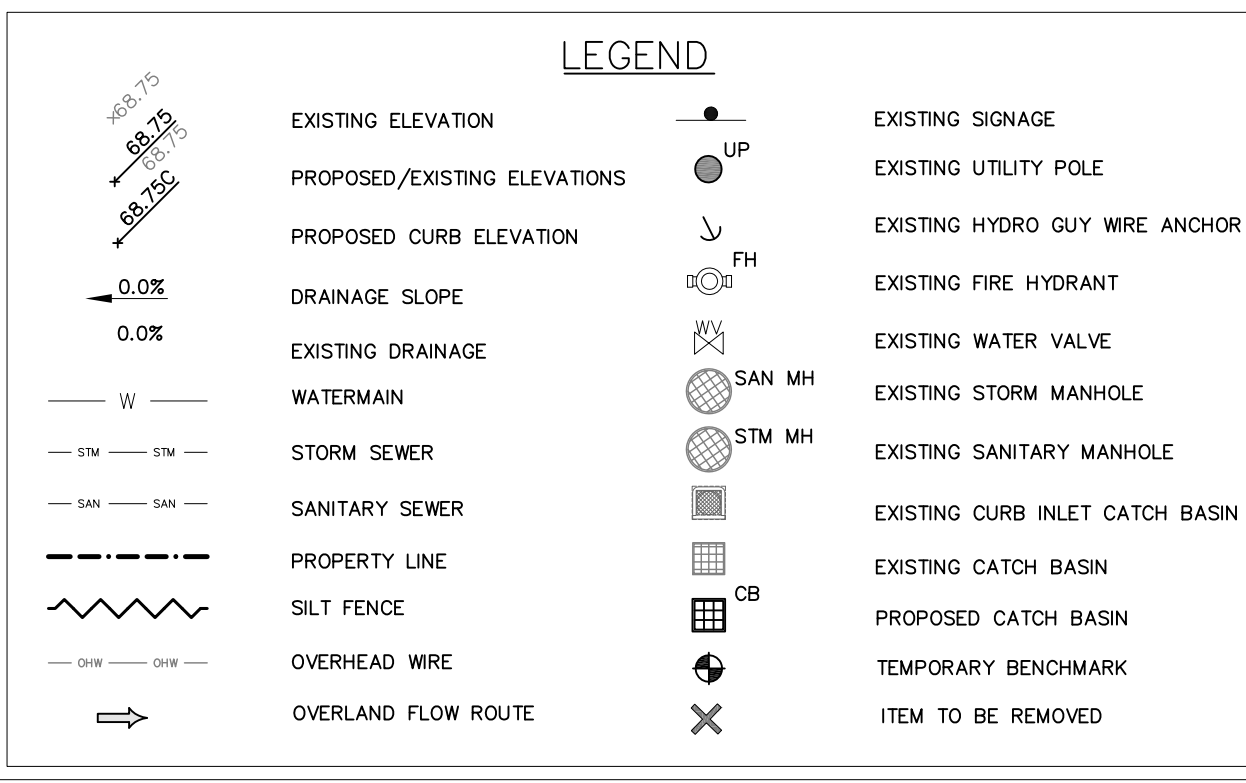 LEGEND
x68.75
EXISTING ELEVATION
68.75
68.75
PROPOSED/EXISTING ELEVATIONS
68.75C
PROPOSED CURB ELEVATION
0.0%
DRAINAGE SLOPE
0.0%
EXISTING DRAINAGE
W
WATERMAIN
STM STM
STORM SEWER
SAN SAN
SANITARY SEWER
PROPERTY LINE
SILT FENCE
OHW OHW
OVERHEAD WIRE
OVERLAND FLOW ROUTE
EXISTING SIGNAGE
UP
EXISTING UTILITY POLE
EXISTING HYDRO GUY WIRE ANCHOR
FH
EXISTING FIRE HYDRANT
WV
EXISTING WATER VALVE
SAN MH
EXISTING STORM MANHOLE
STM MH
EXISTING SANITARY MANHOLE
EXISTING CURB INLET CATCH BASIN
EXISTING CATCH BASIN
CB
PROPOSED CATCH BASIN
TEMPORARY BENCHMARK
ITEM TO BE REMOVED